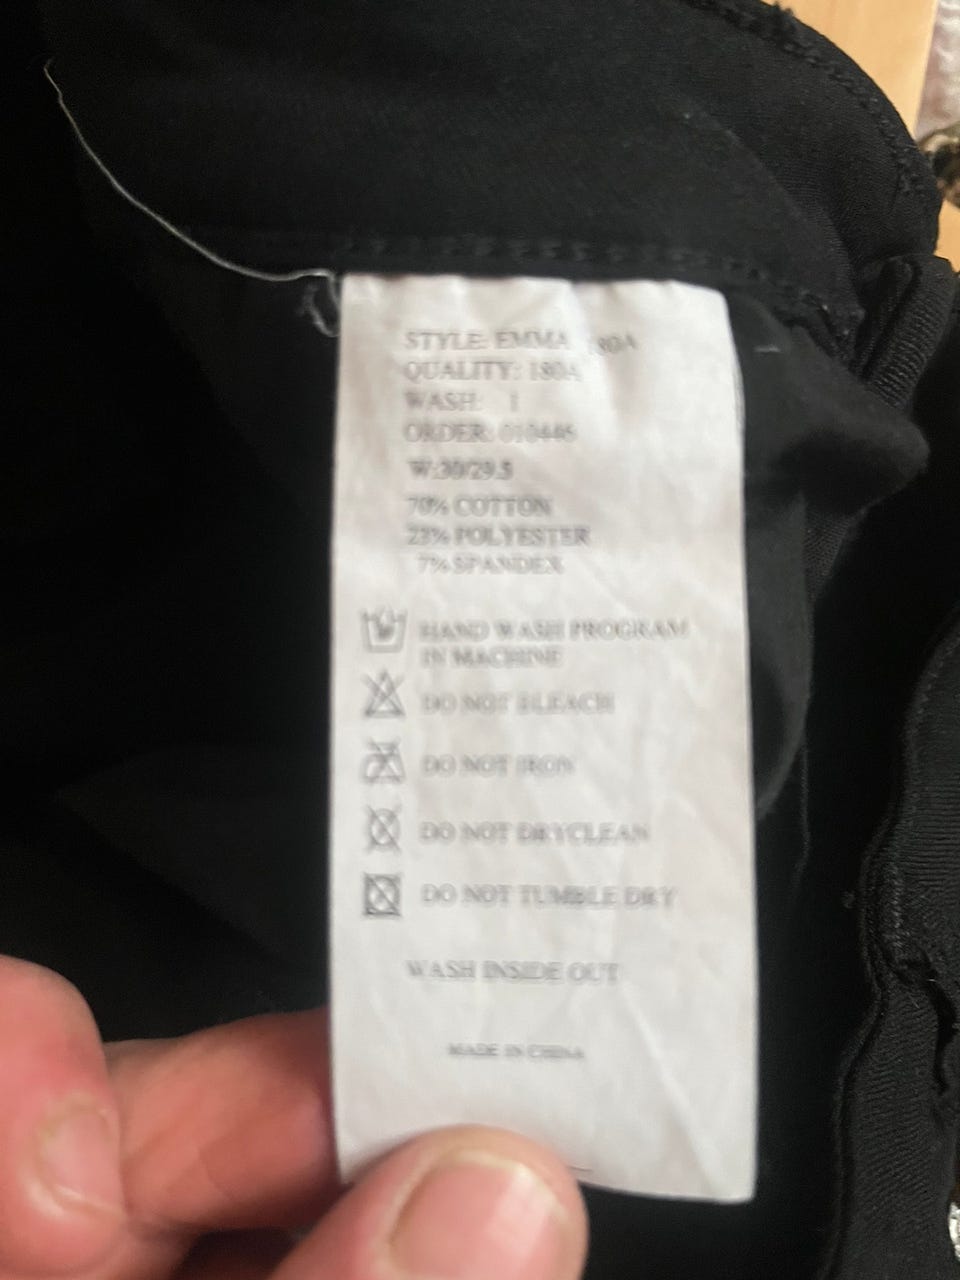 STYLE: EMMA 180A
QUALITY: 180A
WASH: 1
ORDER: 010446
W:30/29.5
70% COTTON
23% POLYESTER
7% SPANDEX
HAND WASH PROGRAM
IN MACHINE
DO NOT BLEACH
DO NOT IRON
DO NOT DRYCLEAN
DO NOT TUMBLE DRY
WASH INSIDE OUT
MADE IN CHINA